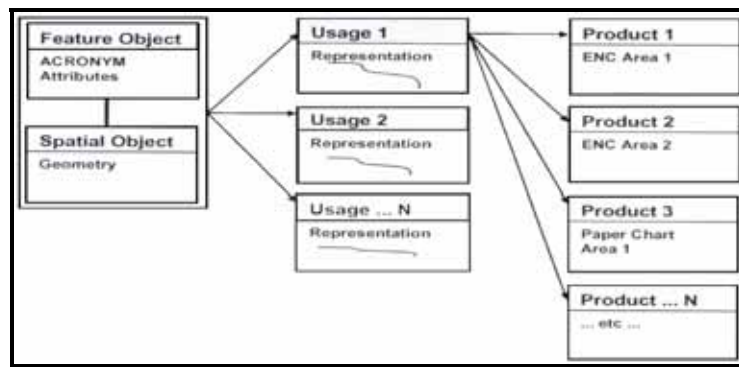 Feature Object
ACRONYM
Attributes
Spatial Object
Geometry
Usage 1
Representation
Usage 2
Representation
Usage ... N
Representation
Product 1
ENC Area 1
Product 2
ENC Area 2
Product 3
Paper Chart
Area 1
Product ... N
... etc ...